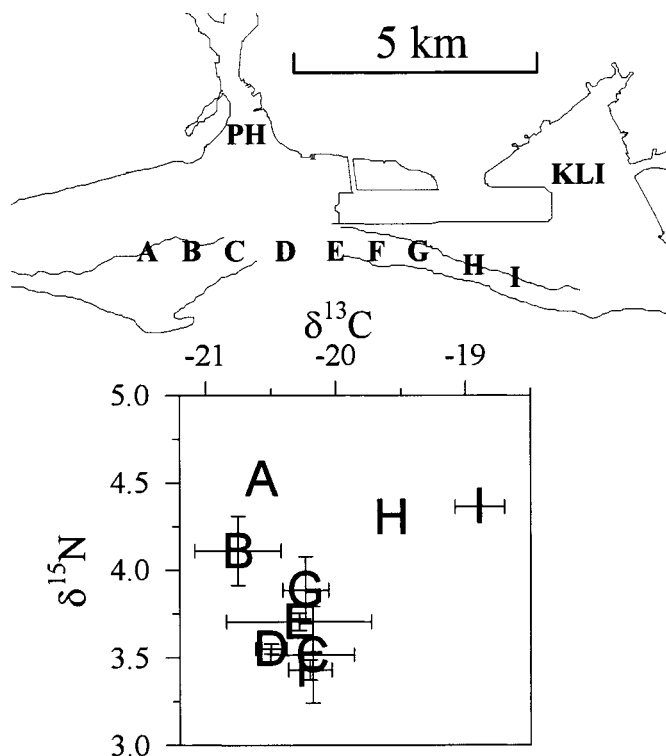 5 km
PH
KLI
A B C D E F G H I
δ¹³C
-21 -20 -19
5.0
4.5
4.0
3.5
3.0
δ¹⁵N
A
H I
B
G
E
D C
F